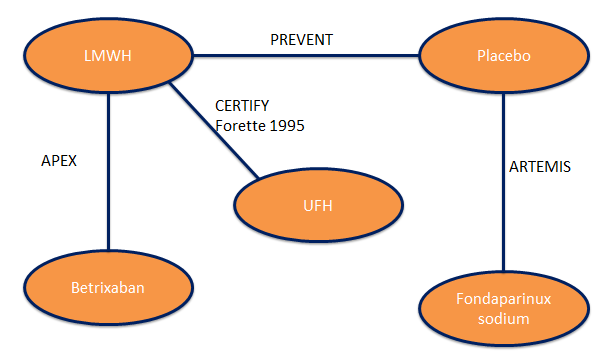 PREVENT
LMWH
Placebo
CERTIFY
Forette 1995
APEX
ARTEMIS
UFH
Betrixaban
Fondaparinux
sodium